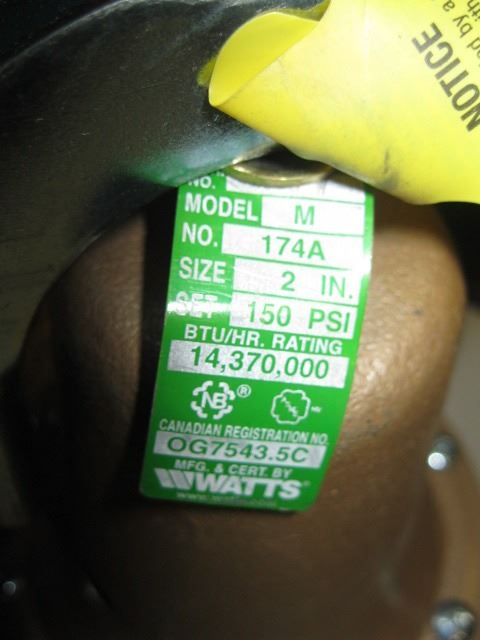 NOTICE
NO.
MODEL M
NO. 174A
SIZE 2 IN.
SET 150 PSI
BTU/HR. RATING
14,370,000
NB ®
CANADIAN REGISTRATION NO.
OG7543.5C
MFG. & CERT. BY
WATTS®